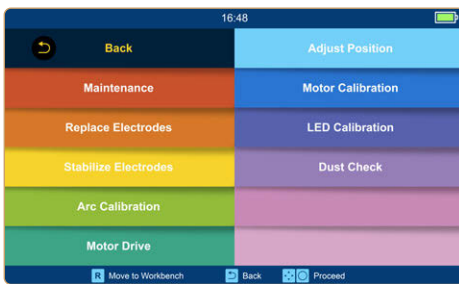 16:48
Back
Adjust Position
Maintenance
Motor Calibration
Replace Electrodes
LED Calibration
Stabilize Electrodes
Dust Check
Arc Calibration
Motor Drive
R Move to Workbench Back Proceed